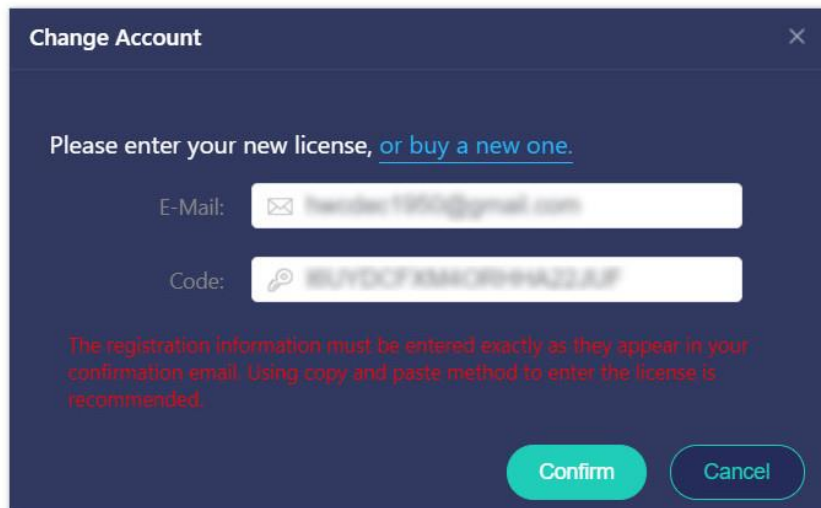 Change Account
Please enter your new license, or buy a new one.
E-Mail:
Code:
The registration information must be entered exactly as they appear in your
confirmation email. Using copy and paste method to enter the license is
recommended.
Confirm Cancel